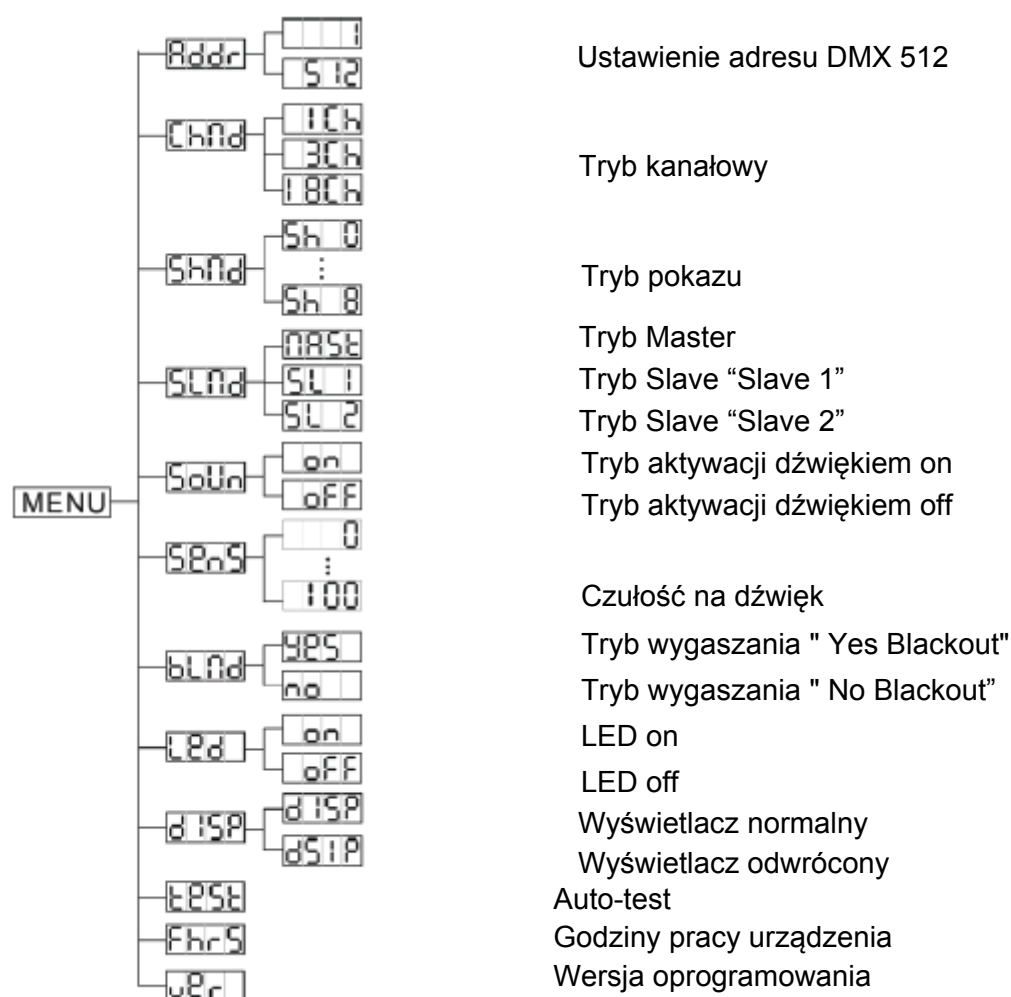 Addr 1 Ustawienie adresu DMX 512
512
ChMd 1Ch
3Ch Tryb kanałowy
18Ch
ShMd Sh 0
⋮ Tryb pokazu
Sh 8
SLMd MASt Tryb Master
SL 1 Tryb Slave “Slave 1”
SL 2 Tryb Slave “Slave 2”
MENU
SoUn on Tryb aktywacji dźwiękiem on
oFF Tryb aktywacji dźwiękiem off
SenS 0
⋮
100 Czułość na dźwięk
bLMd yes Tryb wygaszania " Yes Blackout"
no Tryb wygaszania " No Blackout”
Led on LED on
oFF LED off
dISP dISP Wyświetlacz normalny
dSIP Wyświetlacz odwrócony
teSt Auto-test
FhrS Godziny pracy urządzenia
ver Wersja oprogramowania